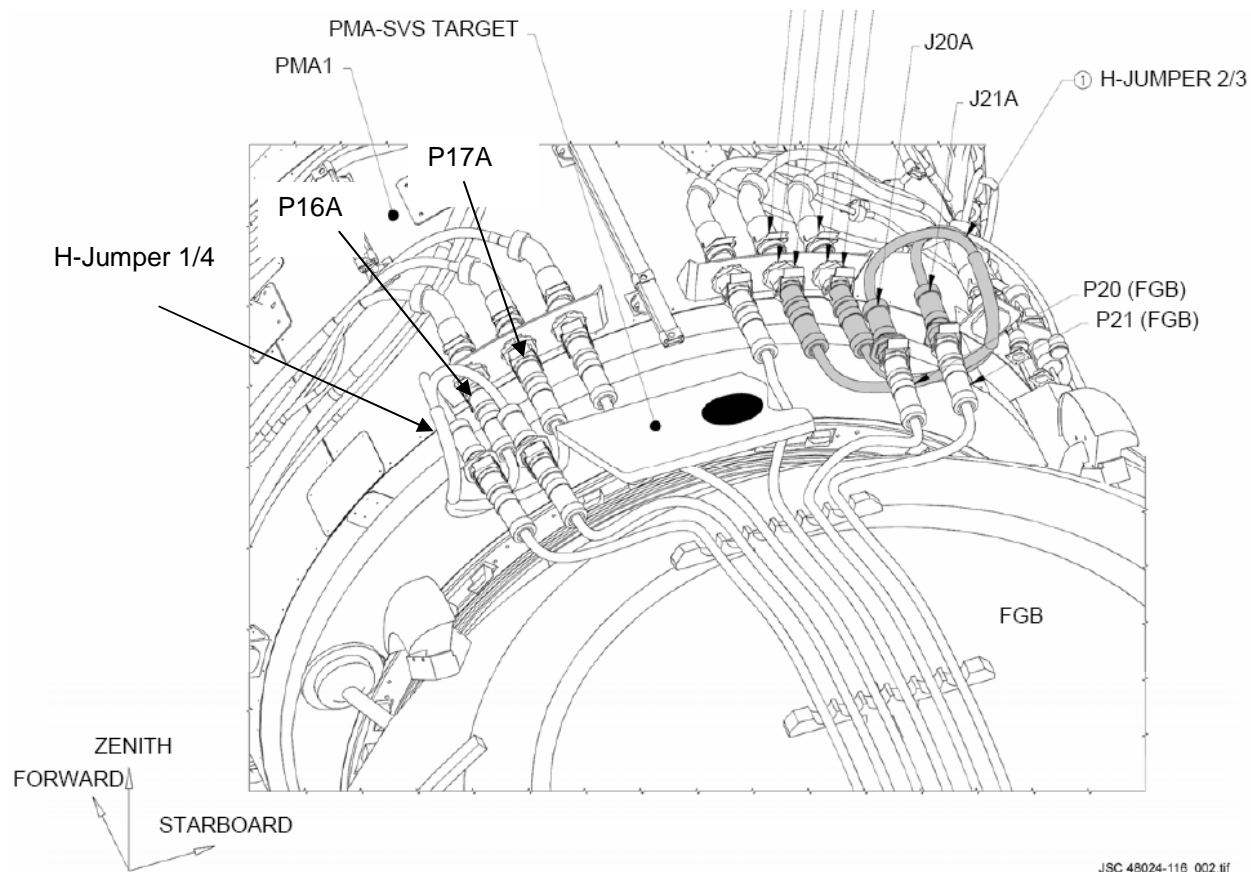 PMA-SVS TARGET
PMA1
J20A
J21A
① H-JUMPER 2/3
P17A
P16A
H-Jumper 1/4
P20 (FGB)
P21 (FGB)
FGB
ZENITH
FORWARD
STARBOARD
JSC 48024-116_002.tif